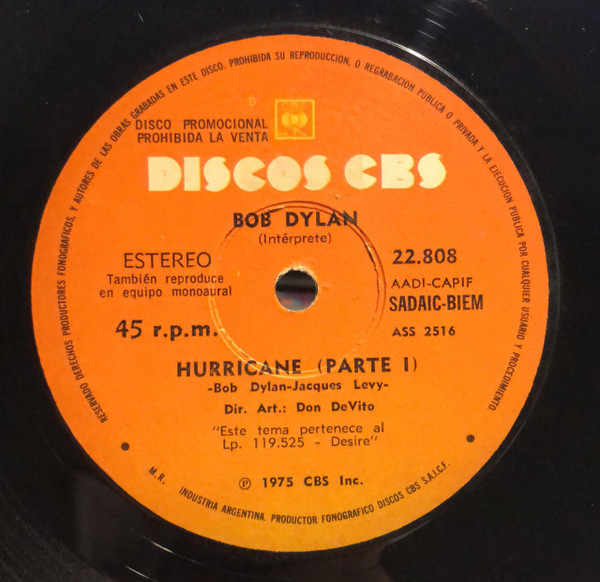 RESERVADO DERECHOS PRODUCTORES FONOGRAFICOS, Y AUTORES DE LAS OBRAS GRABADAS EN ESTE DISCO. PROHIBIDA SU REPRODUCCION, O REGRABACION PUBLICA O PRIVADA Y LA EJECUCION PUBLICA POR CUALQUIER USUARIO Y PROCEDIMIENTO.
DISCO PROMOCIONAL
PROHIBIDA LA VENTA
DISCOS CBS
BOB DYLAN
(Intérprete)
ESTEREO
También reproduce
en equipo monoaural
45 r.p.m.
22.808
AADI-CAPIF
SADAIC-BIEM
ASS 2516
HURRICANE (PARTE I)
-Bob Dylan-Jacques Levy-
Dir. Art.: Don DeVito
"Este tema pertenece al
Lp. 119.525 - Desire"
℗ 1975 CBS Inc.
M.R. INDUSTRIA ARGENTINA. PRODUCTOR FONOGRAFICO DISCOS CBS S.A.I.C.F.